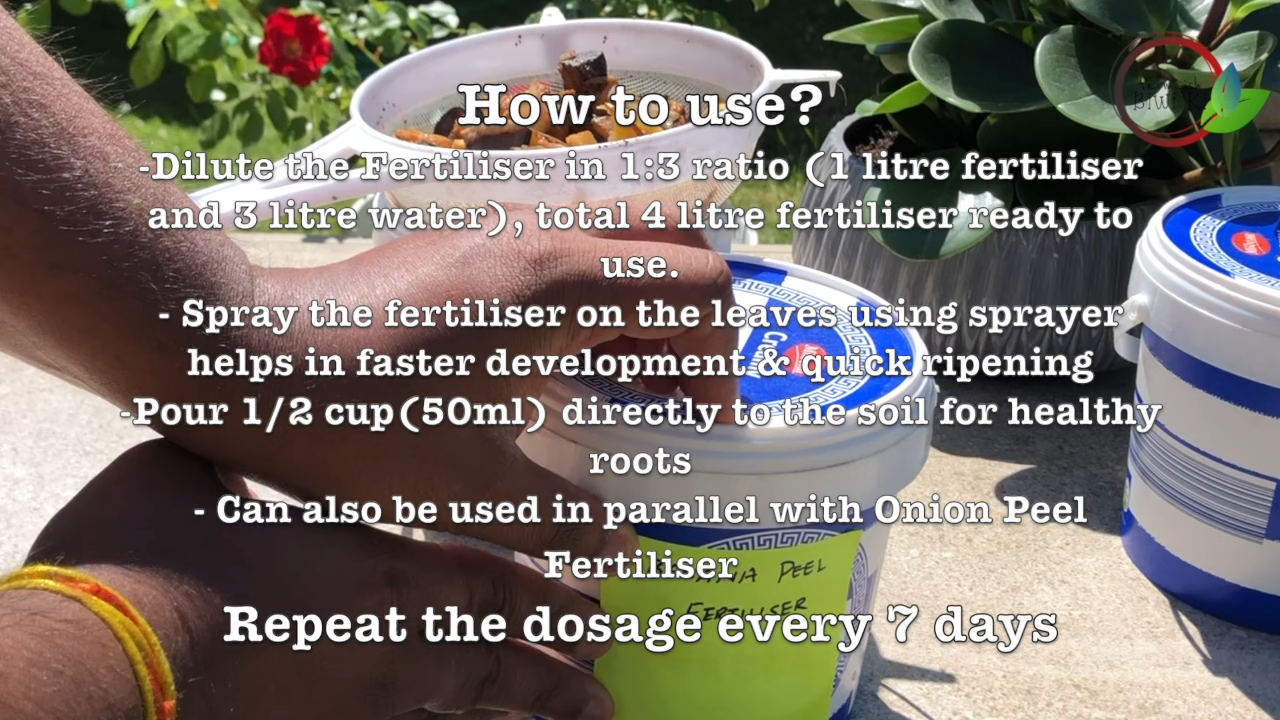 How to use?
-Dilute the Fertiliser in 1:3 ratio (1 litre fertiliser
and 3 litre water), total 4 litre fertiliser ready to
use.
- Spray the fertiliser on the leaves using sprayer
helps in faster development & quick ripening
-Pour 1/2 cup(50ml) directly to the soil for healthy
roots
- Can also be used in parallel with Onion Peel
Fertiliser
PEEL
FERTILISER
Repeat the dosage every 7 days